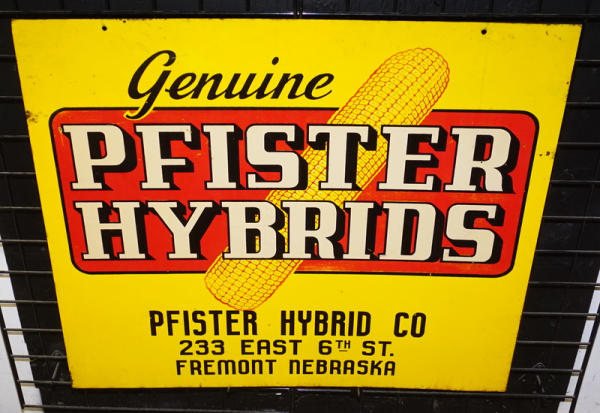 Genuine
PFISTER
HYBRIDS
PFISTER HYBRID CO
233 EAST 6TH ST.
FREMONT NEBRASKA